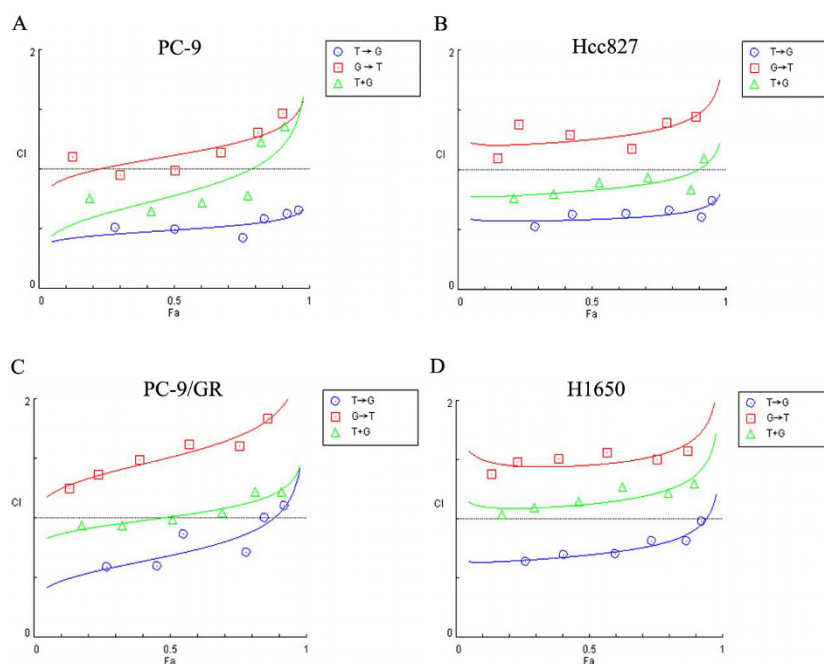 A
PC-9
2
CI
0
0
0.5
1
Fa
T→G
G→T
T+G
B
Hcc827
2
CI
0
0
0.5
1
Fa
T→G
G→T
T+G
C
PC-9/GR
2
CI
0
0
0.5
1
Fa
T→G
G→T
T+G
D
H1650
2
CI
0
0
0.5
1
Fa
T→G
G→T
T+G